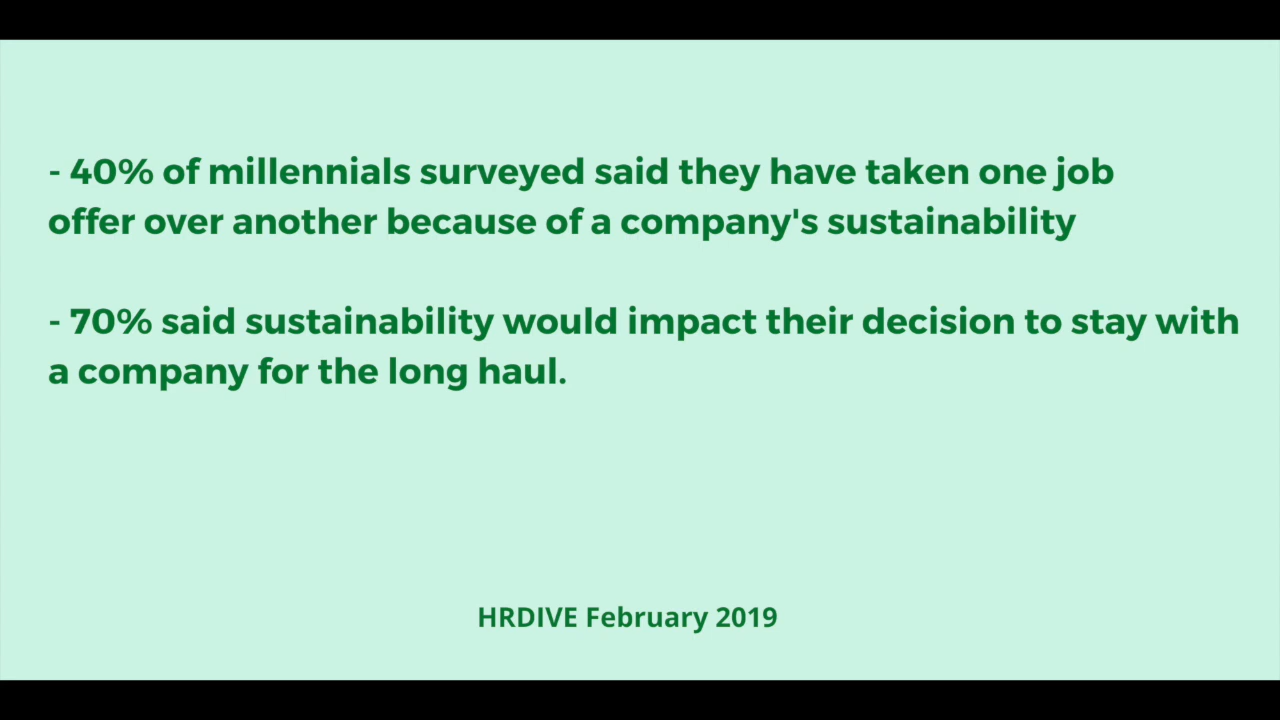 - 40% of millennials surveyed said they have taken one job
offer over another because of a company's sustainability
- 70% said sustainability would impact their decision to stay with
a company for the long haul.
HRDIVE February 2019